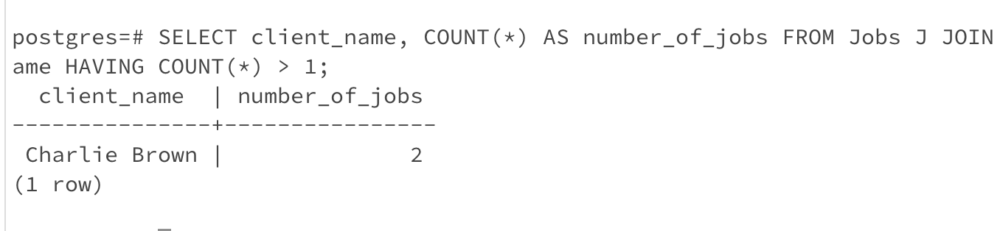 postgres=# SELECT client_name, COUNT(*) AS number_of_jobs FROM Jobs J JOIN
ame HAVING COUNT(*) > 1;
  client_name  | number_of_jobs
---------------+----------------
 Charlie Brown |              2
(1 row)